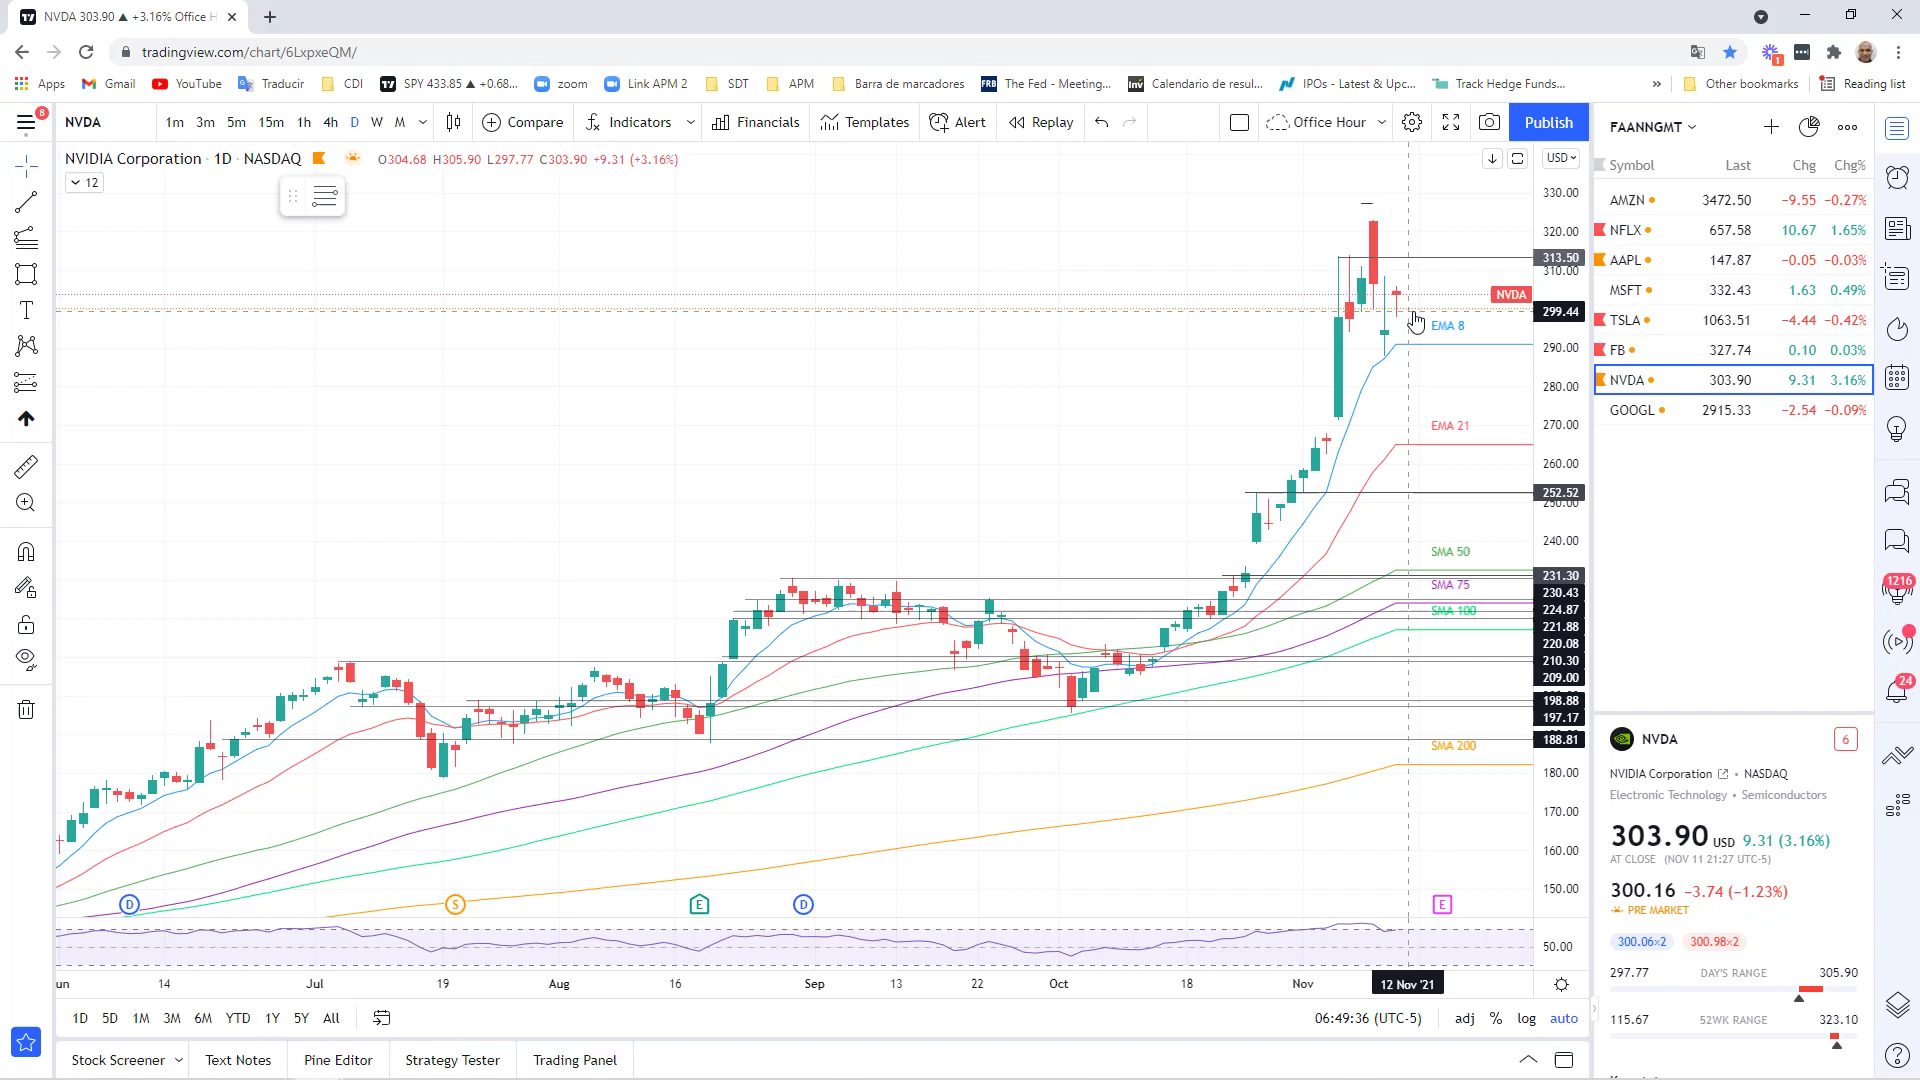 NVDA 303.90 ▲ +3.16% Office H
tradingview.com/chart/6LxpxeQM/
Apps Gmail YouTube Traducir CDI SPY 433.85 ▲ +0.68... zoom Link APM 2 SDT APM Barra de marcadores FRB The Fed - Meeting... inv Calendario de resul... IPOs - Latest & Upc... Track Hedge Funds... » Other bookmarks Reading list
8 NVDA 1m 3m 5m 15m 1h 4h D W M Compare Indicators Financials Templates Alert Replay Office Hour Publish
NVIDIA Corporation · 1D · NASDAQ O304.68 H305.90 L297.77 C303.90 +9.31 (+3.16%) USD
12
330.00
320.00
313.50
310.00
NVDA
299.44
EMA 8
290.00
280.00
EMA 21 270.00
260.00
252.52
250.00
240.00
SMA 50
231.30
SMA 75 230.43
SMA 100 224.87
221.88
220.08
210.30
209.00
198.88
197.17
188.81
SMA 200
180.00
170.00
160.00
150.00
D S E D E
50.00
un 14 Jul 19 Aug 16 Sep 13 22 Oct 18 Nov 12 Nov '21
1D 5D 1M 3M 6M YTD 1Y 5Y All 06:49:36 (UTC-5) adj % log auto
Stock Screener Text Notes Pine Editor Strategy Tester Trading Panel
FAANNGMT
Symbol Last Chg Chg%
AMZN 3472.50 −9.55 −0.27%
NFLX 657.58 10.67 1.65%
AAPL 147.87 −0.05 −0.03%
MSFT 332.43 1.63 0.49%
TSLA 1063.51 −4.44 −0.42%
FB 327.74 0.10 0.03%
NVDA 303.90 9.31 3.16%
GOOGL 2915.33 −2.54 −0.09%
NVDA 6
NVIDIA Corporation • NASDAQ
Electronic Technology • Semiconductors
303.90 USD 9.31 (3.16%)
AT CLOSE (NOV 11 21:27 UTC-5)
300.16 −3.74 (−1.23%)
PRE MARKET
300.06×2 300.98×2
297.77 DAY'S RANGE 305.90
115.67 52WK RANGE 323.10
1216
24
1